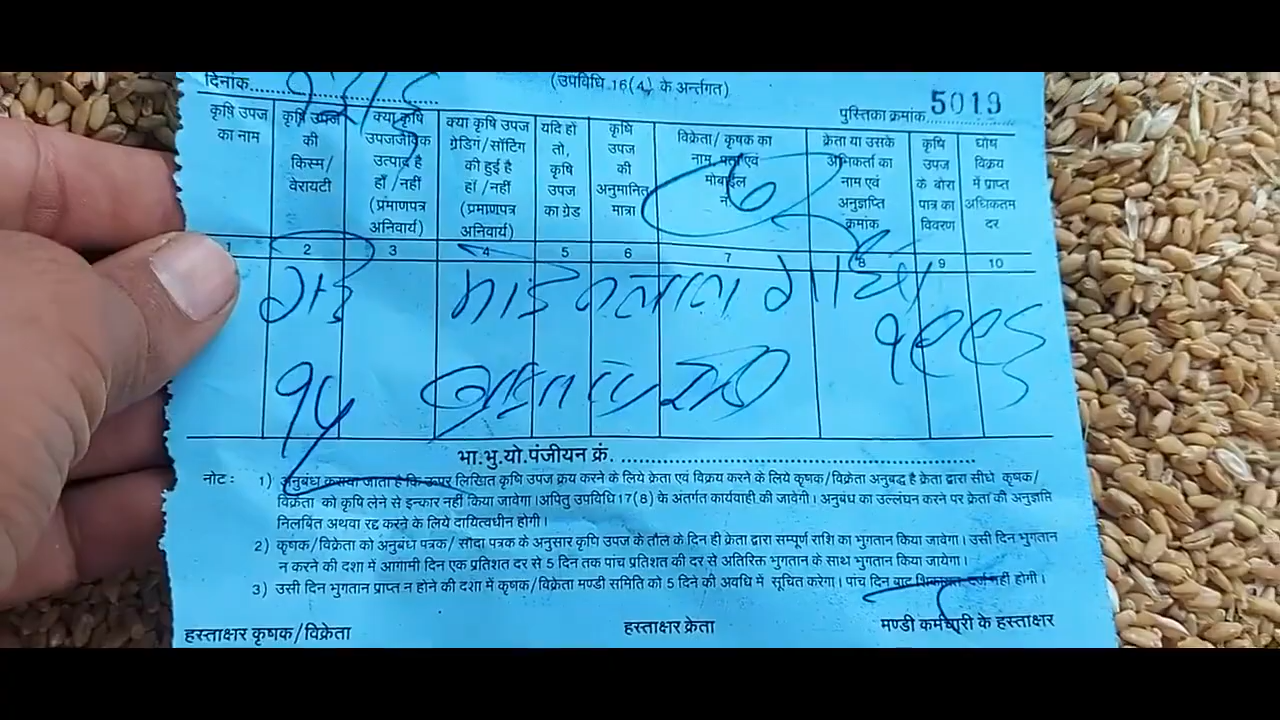 दिनांक
(उपविधि 16(4) के अर्न्तगत)
पुस्तिका क्रमांक 5019
कृषि उपज का नाम
कृषि उपज की किस्म/ वेरायटी
क्या कृषि उपजजैविक उत्पाद है हाँ/नहीं (प्रंमाणपत्र अनिवार्य)
क्या कृषि उपज ग्रेडिंग/सॉटिंग की हुई है हॉ/नहीं (प्रमाणपत्र अनिवार्य)
यदि हॉ तो, कृषि उपज का ग्रेड
कृषि उपज की अनुमानित मात्रा
विक्रेता/कृषक का नाम पता एवं मोबाईल नं
क्रेता या उसके अभिकर्ता का नाम एवं अनुज्ञप्ति क्रमांक
कृषि उपज के बोरा पात्र का विवरण
घोष विक्रय में प्राप्त अधिकतम दर
1 2 3 4 5 6 7 8 9 10
१५
भा.भु.यो.पंजीयन क्रं.
नोट : 1) अनुबंध कराया जाता है कि ऊपर लिखित कृषि उपज क्रय करने के लिये क्रेता एवं विक्रय करने के लिये कृषक/विक्रेता अनुबद्ध है क्रेता द्वारा सीधे कृषक/
विक्रेता को कृषि लेने से इन्कार नहीं किया जावेगा।अपितु उपविधि17(8) के अंतर्गत कार्यवाही की जावेगी। अनुबंध का उल्लंघन करने पर क्रेता की अनुज्ञप्ति
निलबिंत अथवा रद्द करने के लिये दायित्वधीन होगी।
2) कृषक/विक्रेता को अनुबंध पत्रक/ सौदा पत्रक के अनुसार कृषि उपज के तौले के दिन ही क्रेता द्वारा सम्पूर्ण राशि का भुगतान किया जावेगा। उसी दिन भुगतान
न करने की दशा में आगामी दिन एक प्रतिशत दर से 5 दिन तक पांच प्रतिशत की दर से अतिरिक्त भुगतान के साथ भुगतान किया जायेगा।
3) उसी दिन भुगतान प्राप्त न होने की दशा में कृषक/विक्रेता मण्डी समिति को 5 दिने की अवधि में सूचित करेगा। पांच दिन बाद शिकायत दर्ज नहीं होगी।
हस्ताक्षर कृषक/विक्रेता हस्ताक्षर क्रेता मण्डी कर्मचारी के हस्ताक्षर